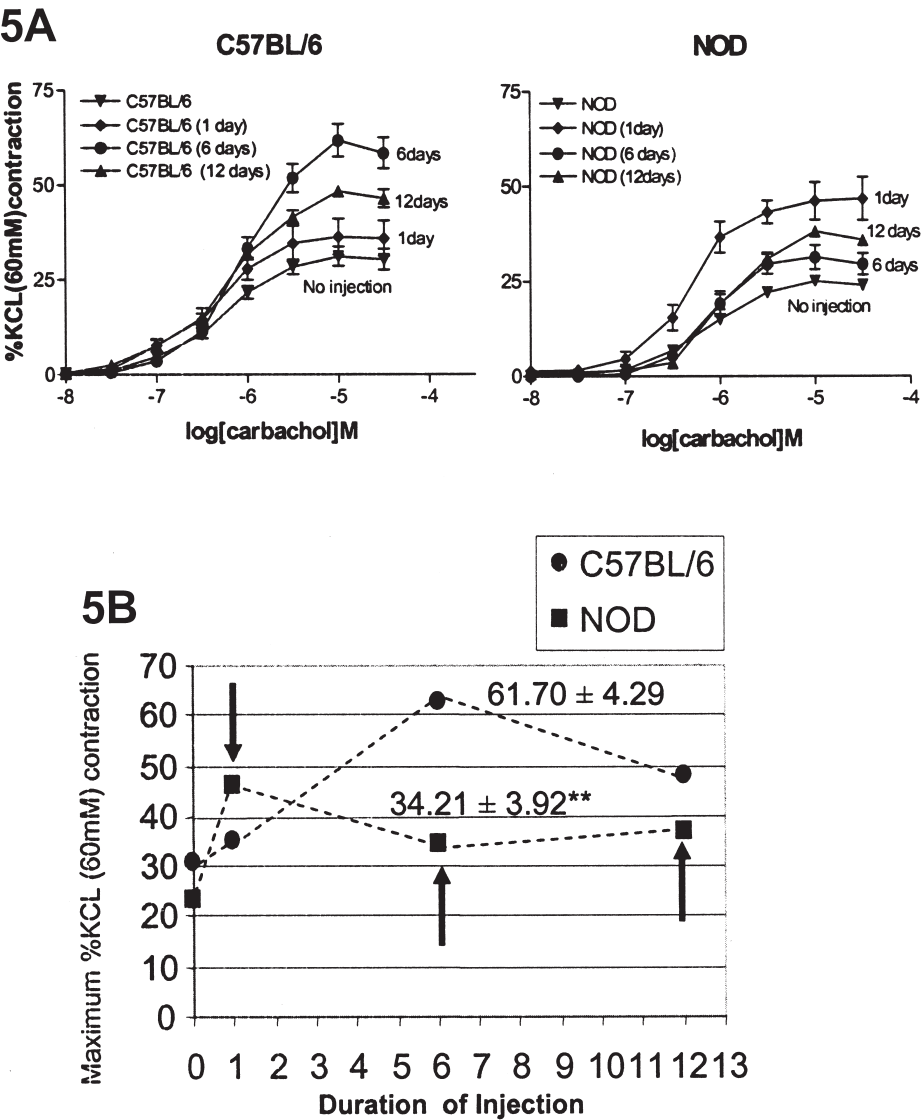 5A
C57BL/6
NOD
75
50
25
0
%KCL(60mM)contraction
C57BL/6
C57BL/6 (1 day)
C57BL/6 (6 days)
C57BL/6 (12 days)
6days
12days
1day
No injection
-8
-7
-6
-5
-4
log[carbachol]M
75
50
25
0
NOD
NOD (1day)
NOD (6 days)
NOD (12days)
1day
12 days
6 days
No injection
-8
-7
-6
-5
-4
log[carbachol]M
5B
C57BL/6
NOD
Maximum %KCL (60mM) contraction
70
60
50
40
30
20
10
0
61.70 ± 4.29
34.21 ± 3.92**
0 1 2 3 4 5 6 7 8 9 10 11 12 13
Duration of Injection